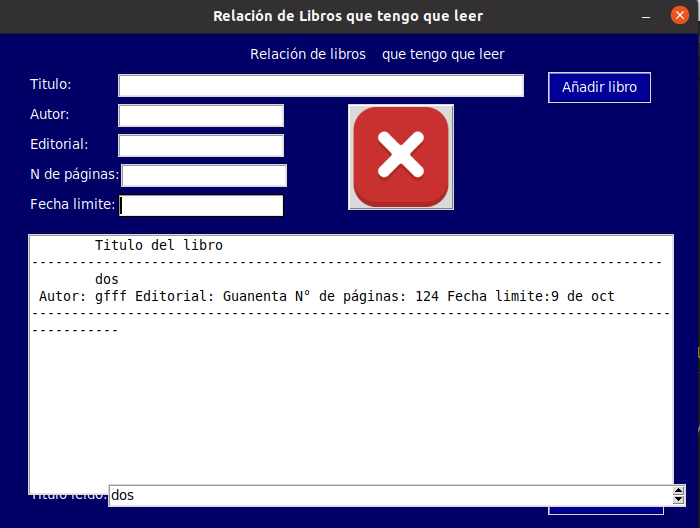 Relación de Libros que tengo que leer
Relación de libros    que tengo que leer
Titulo:
Añadir libro
Autor:
Editorial:
N de páginas:
Fecha limite:
Titulo del libro
-------------------------------------------------------------------------------
dos
Autor: gfff Editorial: Guanenta N° de páginas: 124 Fecha limite:9 de oct
--------------------------------------------------------------------------------
-----------
Titulo leido:
dos